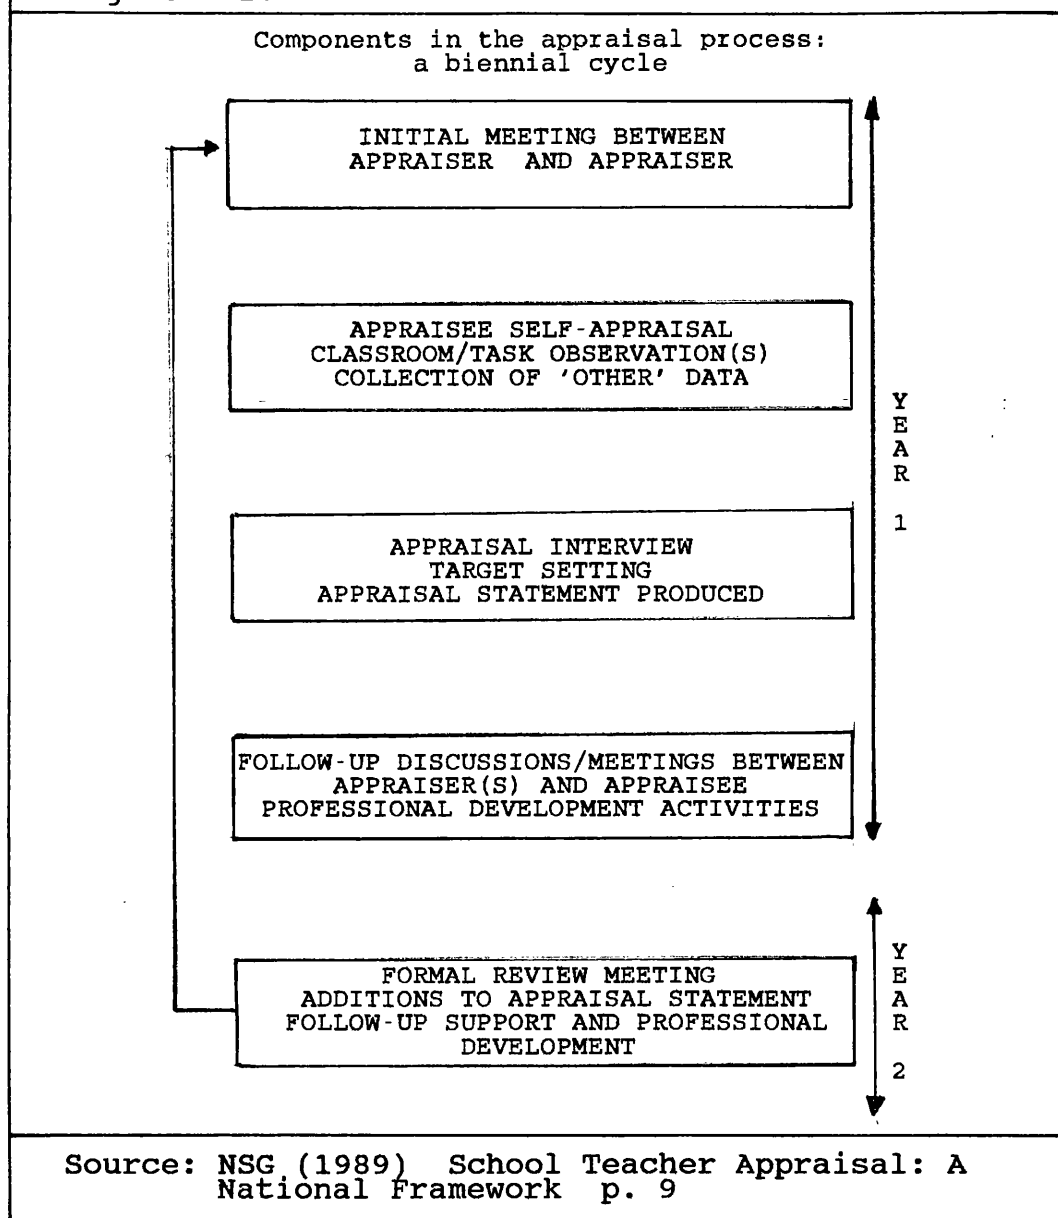 Components in the appraisal process:
a biennial cycle
INITIAL MEETING BETWEEN
APPRAISER AND APPRAISER
APPRAISEE SELF-APPRAISAL
CLASSROOM/TASK OBSERVATION(S)
COLLECTION OF 'OTHER' DATA
APPRAISAL INTERVIEW
TARGET SETTING
APPRAISAL STATEMENT PRODUCED
FOLLOW-UP DISCUSSIONS/MEETINGS BETWEEN
APPRAISER(S) AND APPRAISEE
PROFESSIONAL DEVELOPMENT ACTIVITIES
YEAR 1
FORMAL REVIEW MEETING
ADDITIONS TO APPRAISAL STATEMENT
FOLLOW-UP SUPPORT AND PROFESSIONAL
DEVELOPMENT
YEAR 2
Source: NSG (1989) School Teacher Appraisal: A
National Framework p. 9